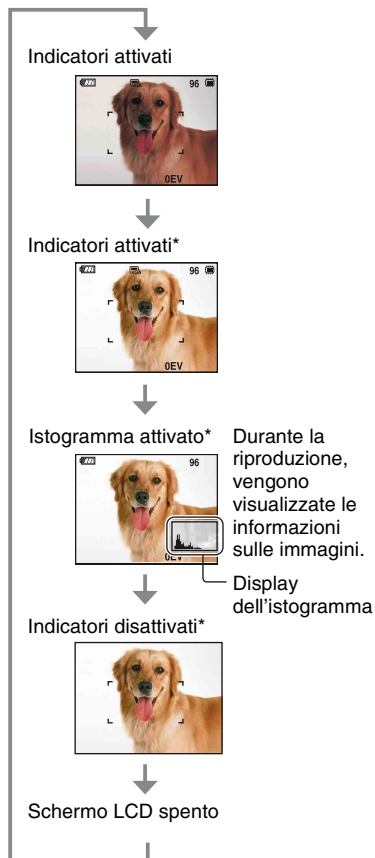 Indicatori attivati
96
0EV
Indicatori attivati*
96
0EV
Istogramma attivato*
96
Durante la
riproduzione,
vengono
visualizzate le
informazioni
sulle immagini.
Display
dell'istogramma
Indicatori disattivati*
Schermo LCD spento